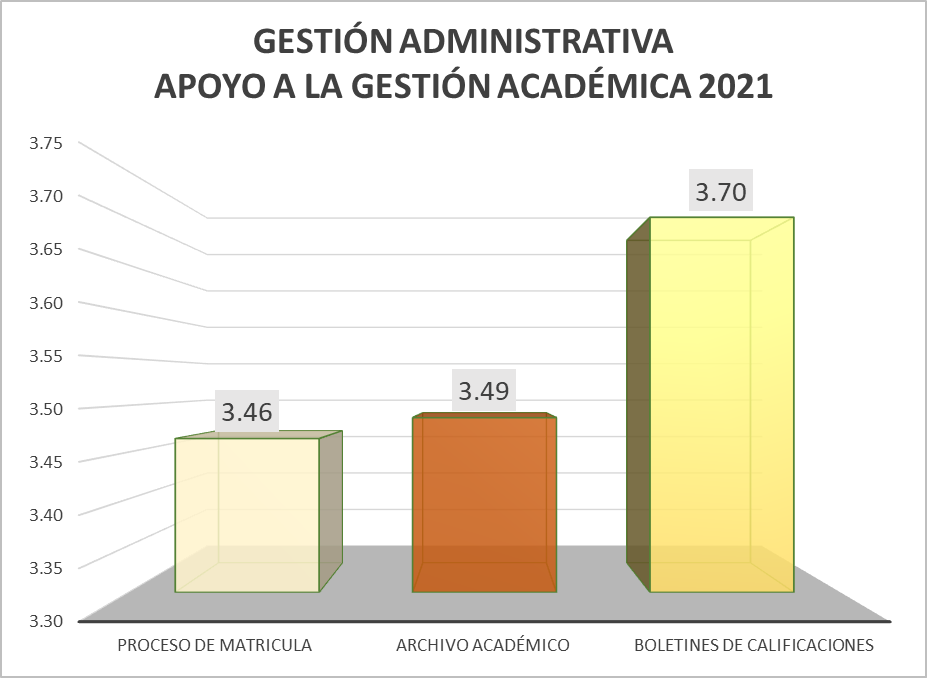 GESTIÓN ADMINISTRATIVA
APOYO A LA GESTIÓN ACADÉMICA 2021
3.75
3.70
3.65
3.60
3.55
3.50
3.45
3.40
3.35
3.30
3.46
3.49
3.70
PROCESO DE MATRICULA
ARCHIVO ACADÉMICO
BOLETINES DE CALIFICACIONES